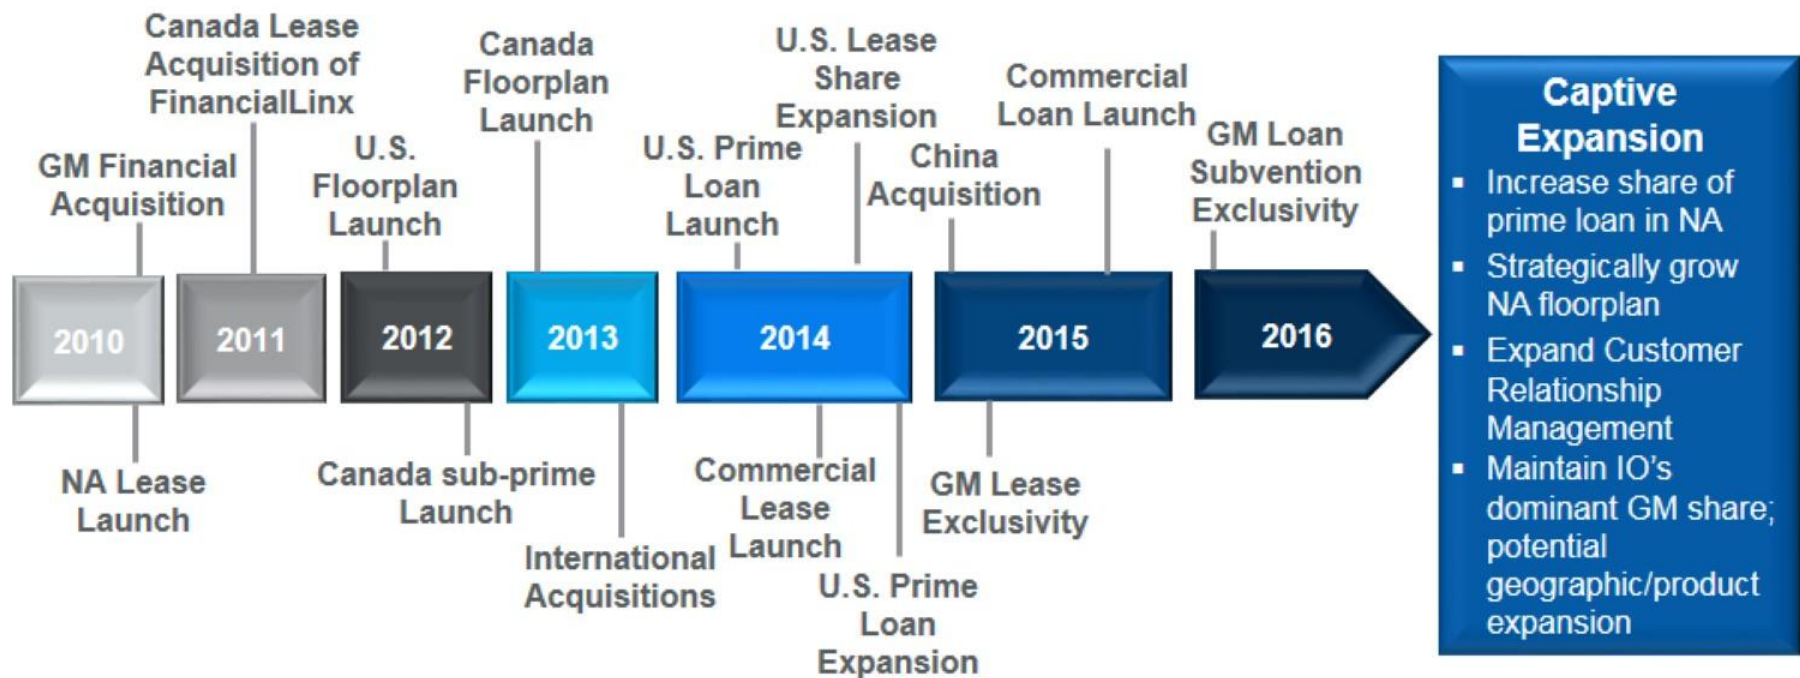 Canada Lease
Acquisition of
FinancialLinx
GM Financial
Acquisition
U.S.
Floorplan
Launch
Canada
Floorplan
Launch
U.S. Prime
Loan
Launch
U.S. Lease
Share
Expansion
China
Acquisition
Commercial
Loan Launch
GM Loan
Subvention
Exclusivity
2010
2011
2012
2013
2014
2015
2016
NA Lease
Launch
Canada sub-prime
Launch
International
Acquisitions
Commercial
Lease
Launch
U.S. Prime
Loan
Expansion
GM Lease
Exclusivity
Captive
Expansion
▪ Increase share of
prime loan in NA
▪ Strategically grow
NA floorplan
▪ Expand Customer
Relationship
Management
▪ Maintain IO's
dominant GM share;
potential
geographic/product
expansion